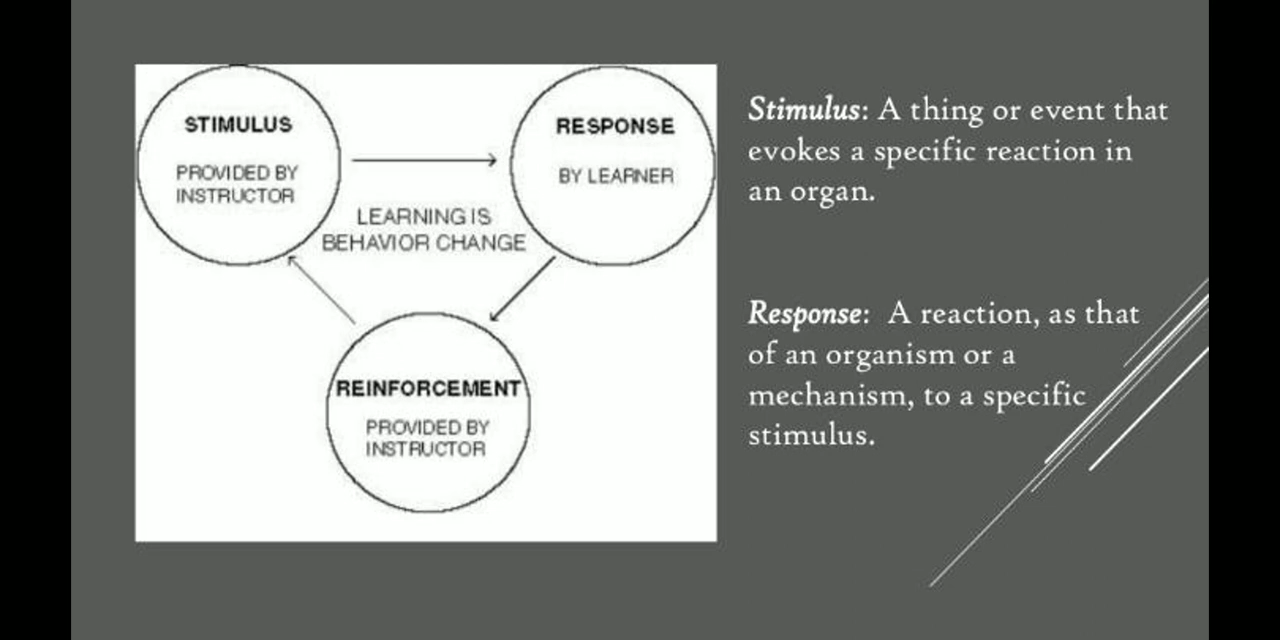 STIMULUS
PROVIDED BY
INSTRUCTOR
RESPONSE
BY LEARNER
LEARNING IS
BEHAVIOR CHANGE
REINFORCEMENT
PROVIDED BY
INSTRUCTOR
Stimulus: A thing or event that
evokes a specific reaction in
an organ.
Response: A reaction, as that
of an organism or a
mechanism, to a specific
stimulus.